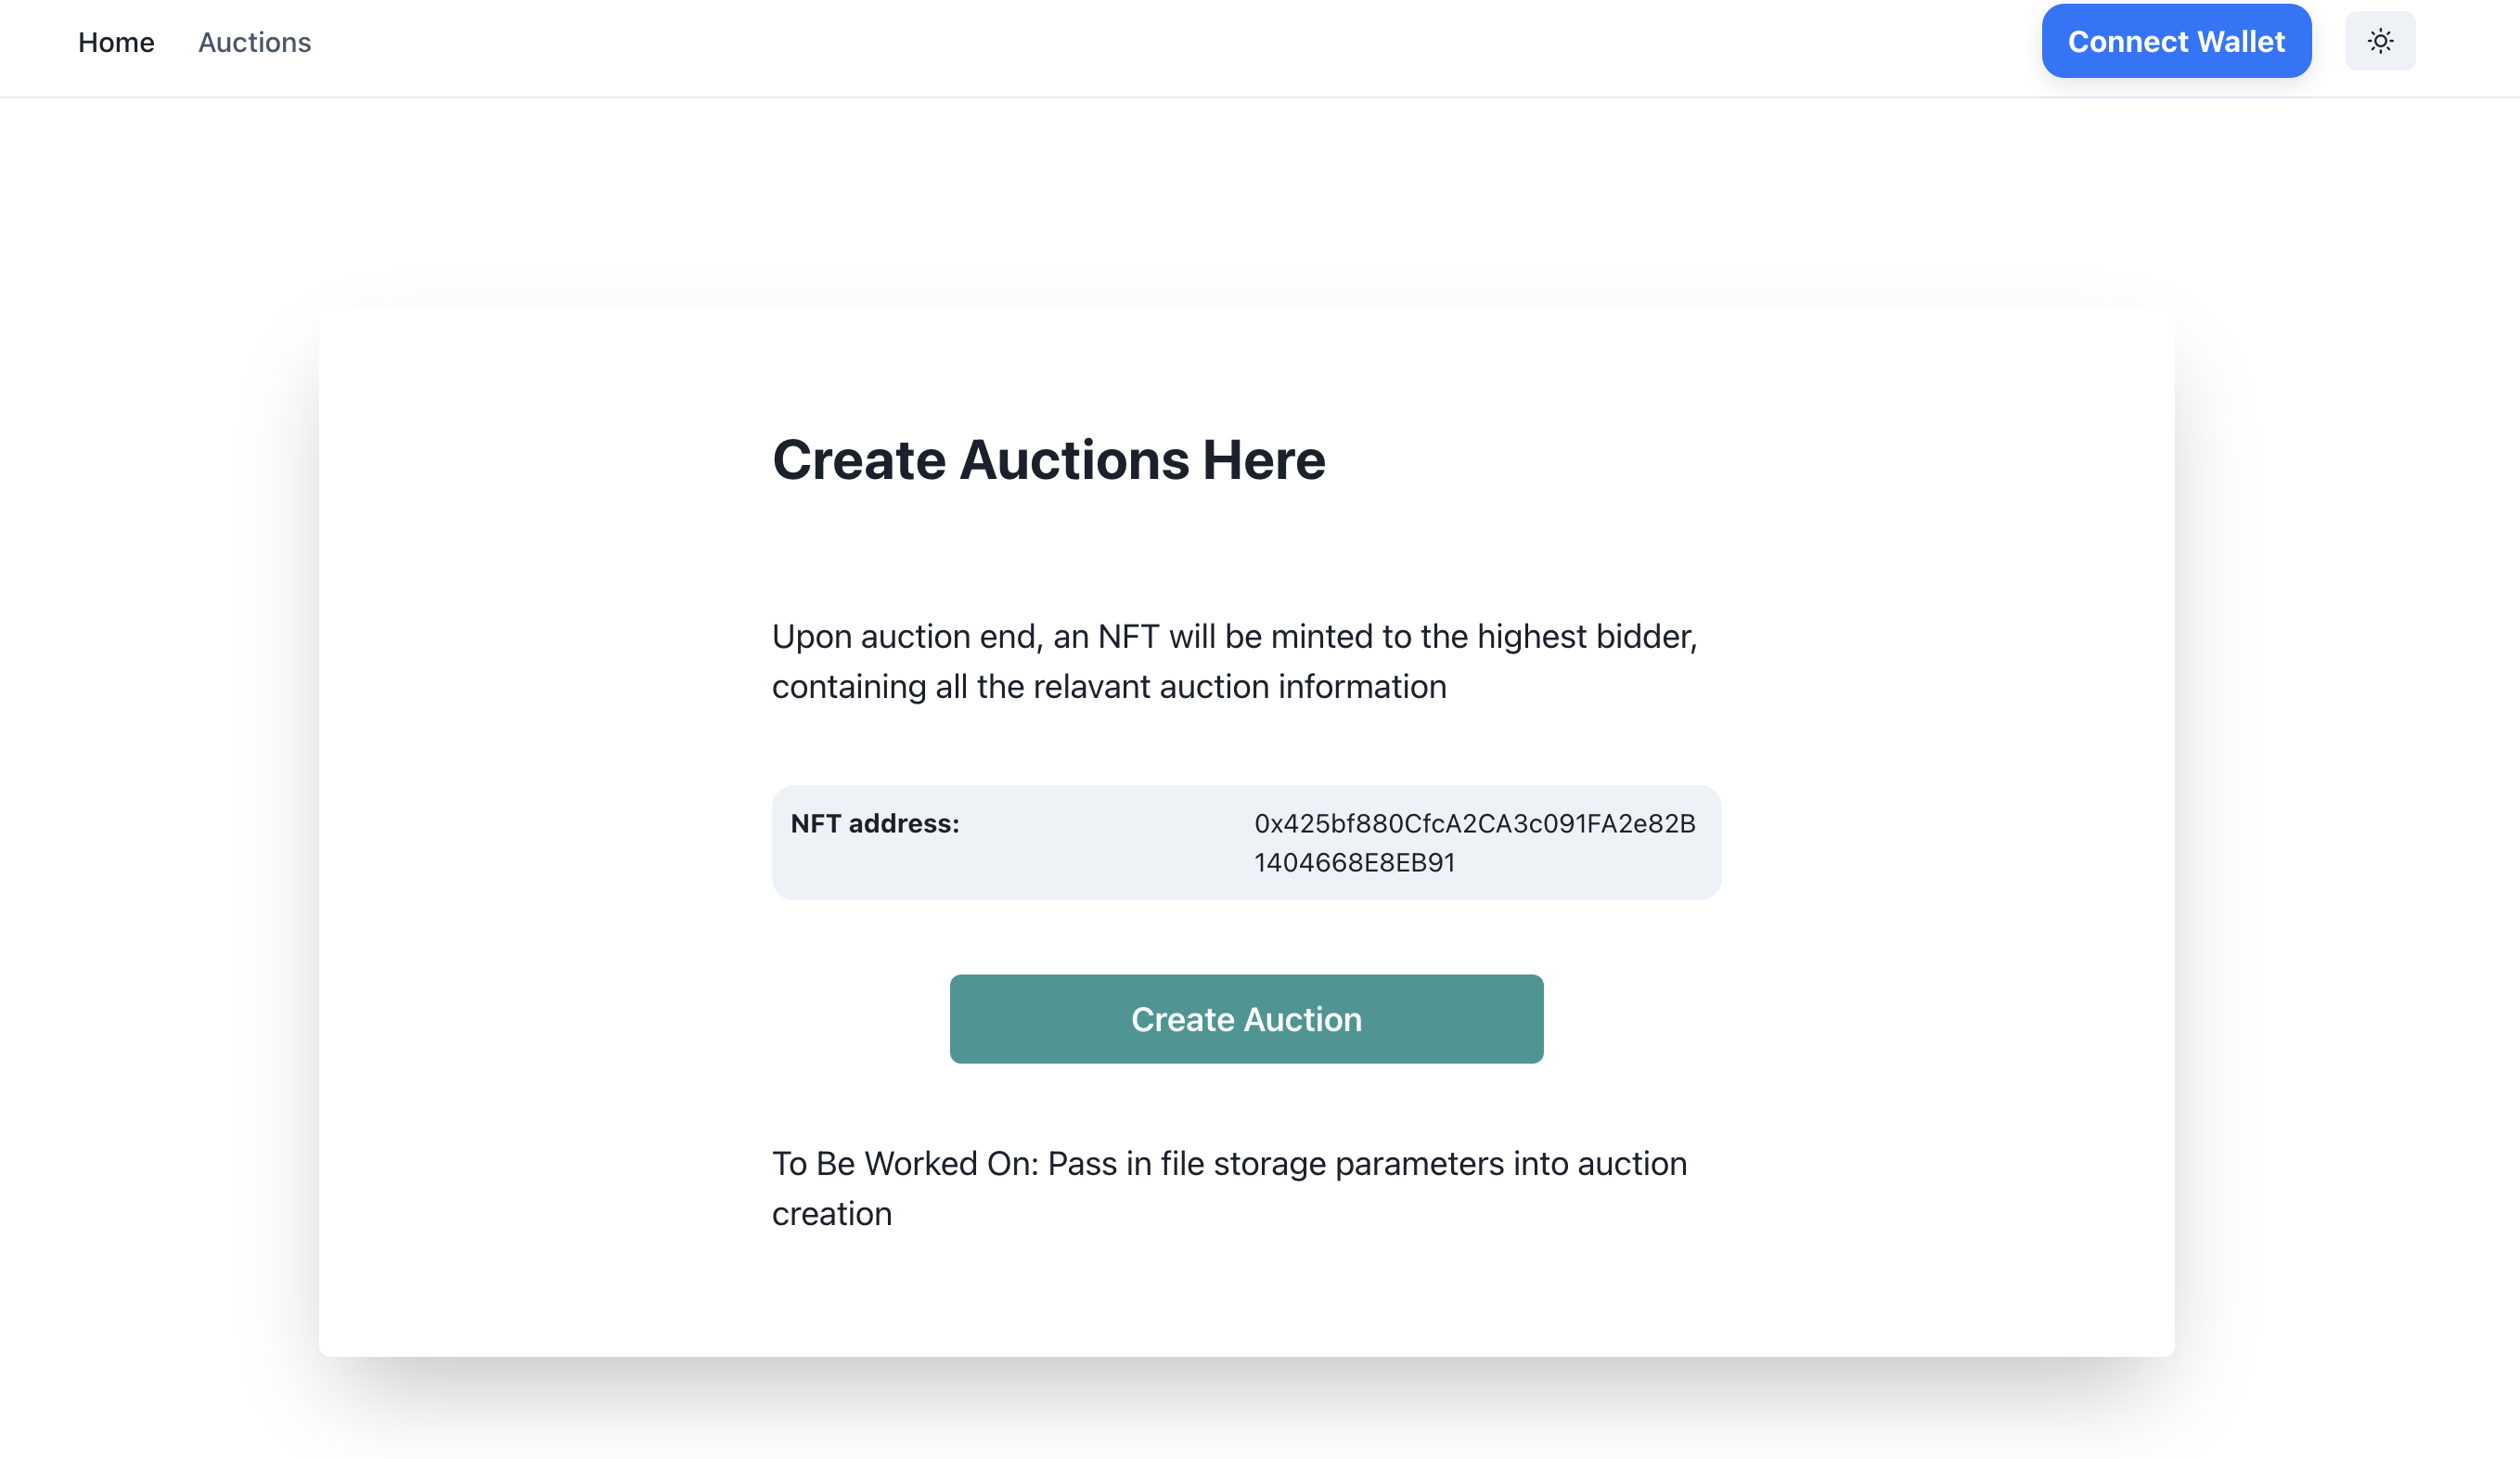 Home Auctions Connect Wallet
Create Auctions Here
Upon auction end, an NFT will be minted to the highest bidder,
containing all the relavant auction information
NFT address: 0x425bf880CfcA2CA3c091FA2e82B
1404668E8EB91
Create Auction
To Be Worked On: Pass in file storage parameters into auction
creation